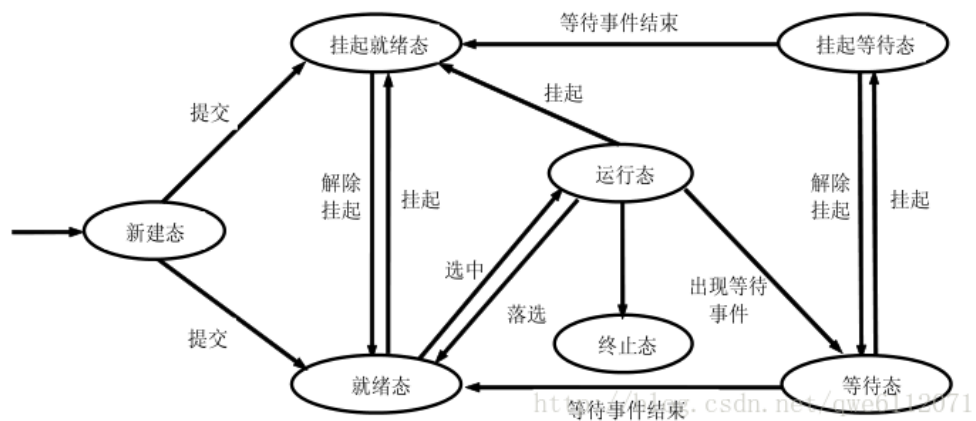 等待事件结束
挂起就绪态
挂起等待态
挂起
提交
运行态
解除
挂起
挂起
解除
挂起
挂起
新建态
选中
出现等待
事件
落选
提交
终止态
就绪态
等待态
等待事件结束